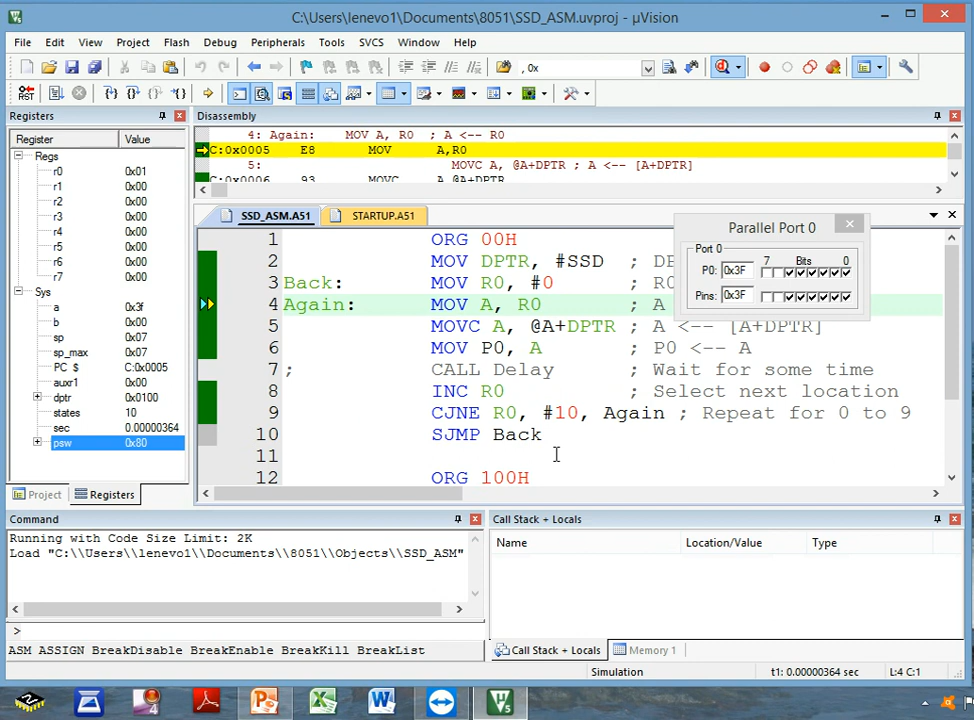 C:\Users\lenevo1\Documents\8051\SSD_ASM.uvproj - µVision
File Edit View Project Flash Debug Peripherals Tools SVCS Window Help
, 0x
RST
Registers
Register Value
Regs
r0 0x01
r1 0x00
r2 0x00
r3 0x00
r4 0x00
r5 0x00
r6 0x00
r7 0x00
Sys
a 0x3f
b 0x00
sp 0x07
sp_max 0x07
PC $ C:0x0005
auxr1 0x00
dptr 0x0100
states 10
sec 0.00000364
psw 0x80
Project Registers
Disassembly
4: Again: MOV A, R0 ; A <-- R0
C:0x0005 E8 MOV A,R0
5: MOVC A, @A+DPTR ; A <-- [A+DPTR]
C:0x0006 93 MOVC A,@A+DPTR
SSD_ASM.A51 STARTUP.A51
1 ORG 00H
2 MOV DPTR, #SSD ;
3 Back: MOV R0, #0 ; R0
4 Again: MOV A, R0 ; A
5 MOVC A, @A+DPTR ; A <-- [A+DPTR]
6 MOV P0, A ; P0 <-- A
7 ; CALL Delay ; Wait for some time
8 INC R0 ; Select next location
9 CJNE R0, #10, Again ; Repeat for 0 to 9
10 SJMP Back
11
12 ORG 100H
Parallel Port 0
Port 0
7 Bits 0
P0: 0x3F
Pins: 0x3F
Command
Running with Code Size Limit: 2K
Load "C:\\Users\\lenevo1\\Documents\\8051\\Objects\\SSD_ASM"
>
ASM ASSIGN BreakDisable BreakEnable BreakKill BreakList
Call Stack + Locals
Name Location/Value Type
Call Stack + Locals Memory 1
Simulation t1: 0.00000364 sec L:4 C:1